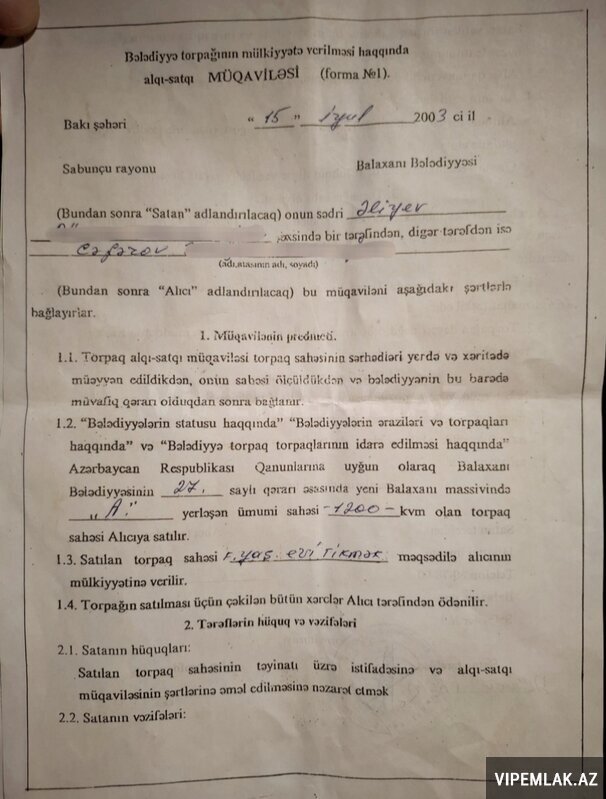 Bələdiyyə torpağının mülkiyyətə verilməsi haqqında
alqı-satqı MÜQAVİLƏSİ (forma №1).
Bakı şəhəri “ 15 ” iyul 2003 ci il
Sabunçu rayonu Balaxanı Bələdiyyəsi
(Bundan sonra “Satan” adlandırılacaq) onun sədri Əliyev
şəxsində bir tərəfindən, digər tərəfdən isə
Cəfərov
(adı, atasının adı, soyadı)
(Bundan sonra “Alıcı” adlandırılacaq) bu müqaviləni aşağıdakı şərtlərlə
bağlayırlar.
1. Müqavilənin predmeti.
1.1. Torpaq alqı-satqı müqaviləsi torpaq sahəsinin sərhədləri yerdə və xəritədə
müəyyən edildikdən, onun sahəsi ölçüldükdən və bələdiyyənin bu barədə
müvafiq qərarı olduqdan sonra bağlanır.
1.2. “Bələdiyyələrin statusu haqqında” “Bələdiyyələrin əraziləri və torpaqları
haqqında” və “Bələdiyyə torpaq torpaqlarının idarə edilməsi haqqında”
Azərbaycan Respublikası Qanunlarına uyğun olaraq Balaxanı
Bələdiyyəsinin 27. saylı qərarı əsasında yeni Balaxanı massivində
„A“ yerləşən ümumi sahəsi -1200- kvm olan torpaq
sahəsi Alıcıya satılır.
1.3. Satılan torpaq sahəsi f.yaş. evi tikmək məqsədilə alıcının
mülkiyyətinə verilir.
1.4. Torpağın satılması üçün çəkilən bütün xərclər Alıcı tərəfindən ödənilir.
2. Tərəflərin hüquq və vəzifələri
2.1. Satanın hüquqları:
Satılan torpaq sahəsinin təyinatı üzrə istifadəsinə və alqı-satqı
müqaviləsinin şərtlərinə əməl edilməsinə nəzarət etmək
2.2. Satanın vəzifələri:
VIPEMLAK.AZ